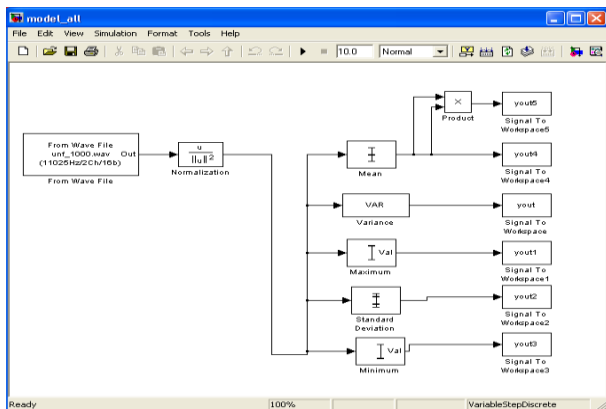 model_all
File Edit View Simulation Format Tools Help
10.0 Normal
From Wave File
unf_1000.wav Out
(11025Hz/2Ch/16b)
From Wave File
u
||u||2
Normalization
Mean
×
Product
yout5
Signal To
Workspace5
yout4
Signal To
Workspace4
VAR
Variance
yout
Signal To
Workspace
Val
Maximum
yout1
Signal To
Workspace1
Standard
Deviation
yout2
Signal To
Workspace2
Val
Minimum
yout3
Signal To
Workspace3
Ready 100% VariableStepDiscrete